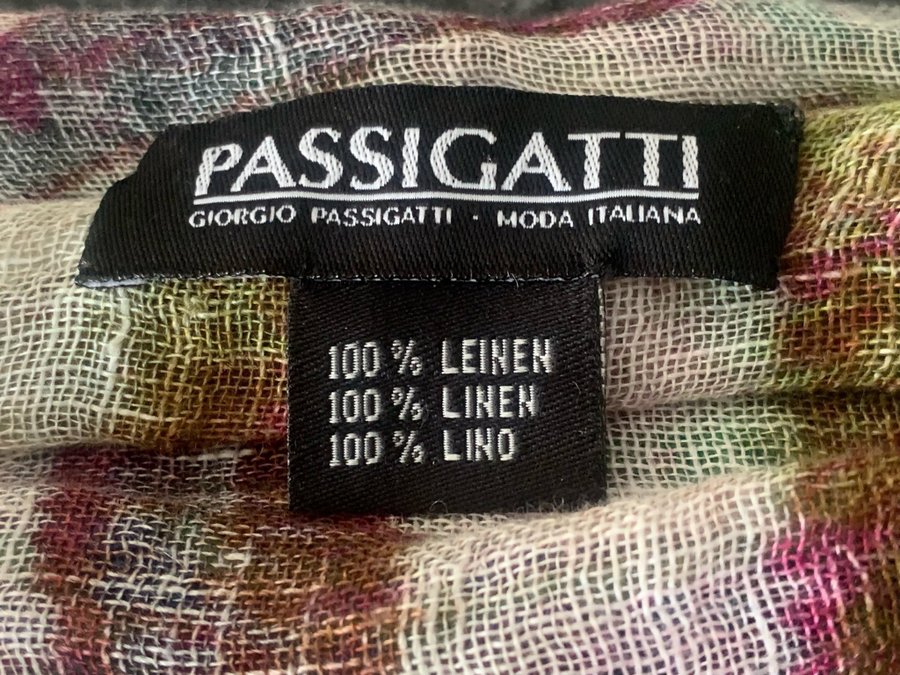 PASSIGATTI
GIORGIO PASSIGATTI · MODA ITALIANA
100 % LEINEN
100 % LINEN
100 % LINO